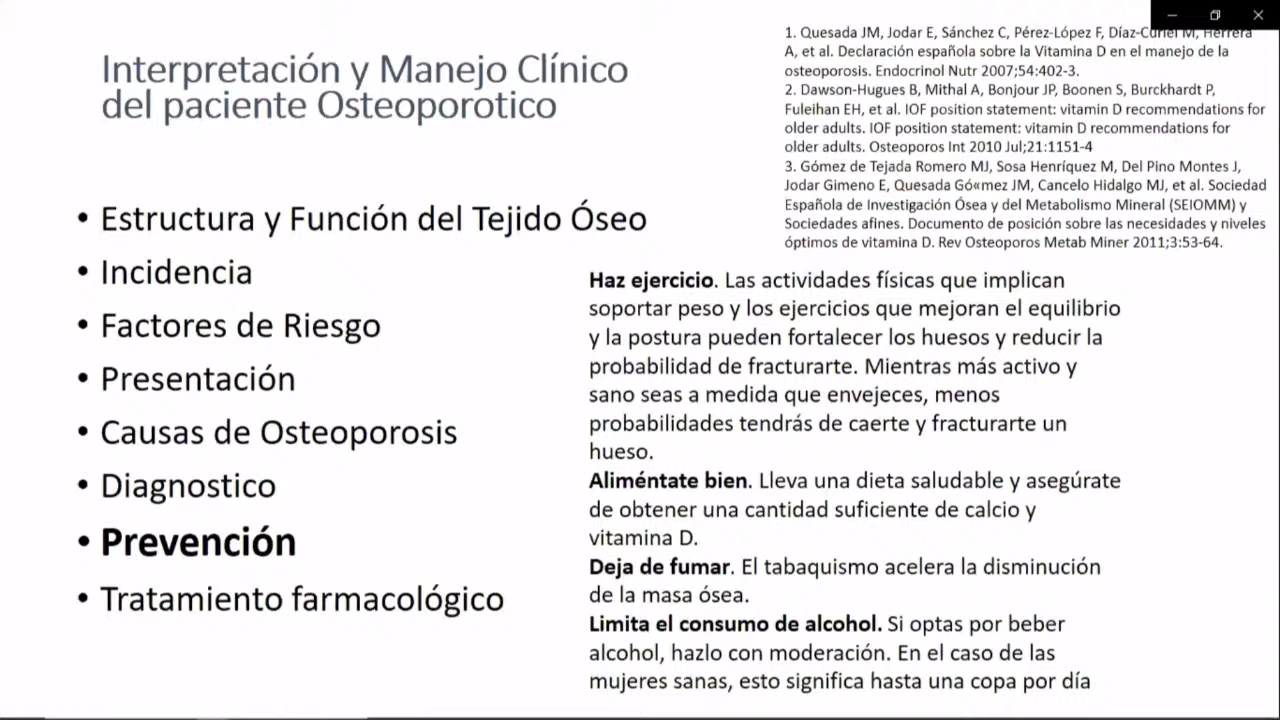 Interpretación y Manejo Clínico
del paciente Osteoporotico
1. Quesada JM, Jodar E, Sánchez C, Pérez-López F, Díaz-Curiel M, Herrera
A, et al. Declaración española sobre la Vitamina D en el manejo de la
osteoporosis. Endocrinol Nutr 2007;54:402-3.
2. Dawson-Hugues B, Mithal A, Bonjour JP, Boonen S, Burckhardt P,
Fuleihan EH, et al. IOF position statement: vitamin D recommendations for
older adults. IOF position statement: vitamin D recommendations for
older adults. Osteoporos Int 2010 Jul;21:1151-4
3. Gómez de Tejada Romero MJ, Sosa Henríquez M, Del Pino Montes J,
Jodar Gimeno E, Quesada Gó«mez JM, Cancelo Hidalgo MJ, et al. Sociedad
Española de Investigación Ósea y del Metabolismo Mineral (SEIOMM) y
Sociedades afines. Documento de posición sobre las necesidades y niveles
óptimos de vitamina D. Rev Osteoporos Metab Miner 2011;3:53-64.
• Estructura y Función del Tejido Óseo
• Incidencia
• Factores de Riesgo
• Presentación
• Causas de Osteoporosis
• Diagnostico
• Prevención
• Tratamiento farmacológico
Haz ejercicio. Las actividades físicas que implican
soportar peso y los ejercicios que mejoran el equilibrio
y la postura pueden fortalecer los huesos y reducir la
probabilidad de fracturarte. Mientras más activo y
sano seas a medida que envejeces, menos
probabilidades tendrás de caerte y fracturarte un
hueso.
Aliméntate bien. Lleva una dieta saludable y asegúrate
de obtener una cantidad suficiente de calcio y
vitamina D.
Deja de fumar. El tabaquismo acelera la disminución
de la masa ósea.
Limita el consumo de alcohol. Si optas por beber
alcohol, hazlo con moderación. En el caso de las
mujeres sanas, esto significa hasta una copa por día